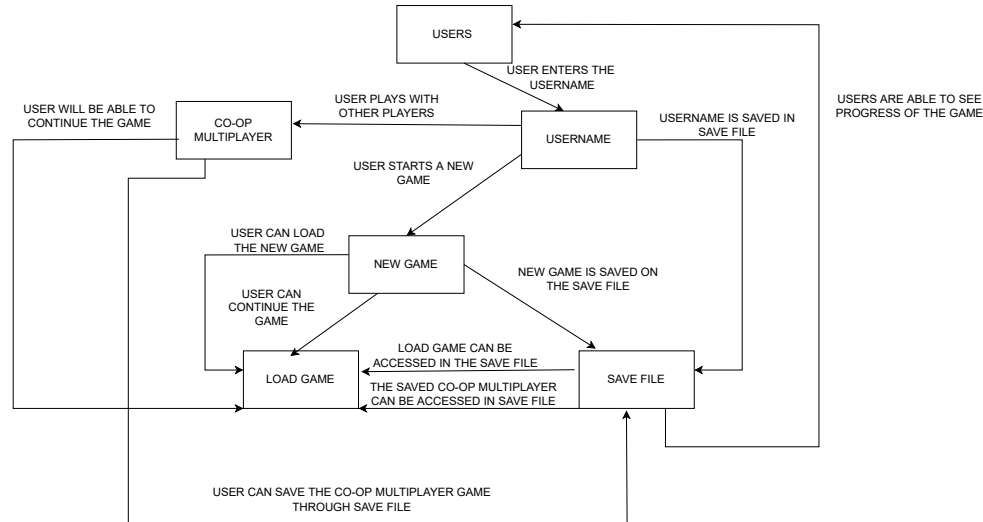 USERS
USER ENTERS THE
USERNAME
USER WILL BE ABLE TO
CONTINUE THE GAME
CO-OP
MULTIPLAYER
USER PLAYS WITH
OTHER PLAYERS
USERNAME
USERNAME IS SAVED IN
SAVE FILE
USERS ARE ABLE TO SEE
PROGRESS OF THE GAME
USER STARTS A NEW
GAME
USER CAN LOAD
THE NEW GAME
NEW GAME
NEW GAME IS SAVED ON
THE SAVE FILE
USER CAN
CONTINUE THE
GAME
LOAD GAME
LOAD GAME CAN BE
ACCESSED IN THE SAVE FILE
THE SAVED CO-OP MULTIPLAYER
CAN BE ACCESSED IN SAVE FILE
SAVE FILE
USER CAN SAVE THE CO-OP MULTIPLAYER GAME
THROUGH SAVE FILE